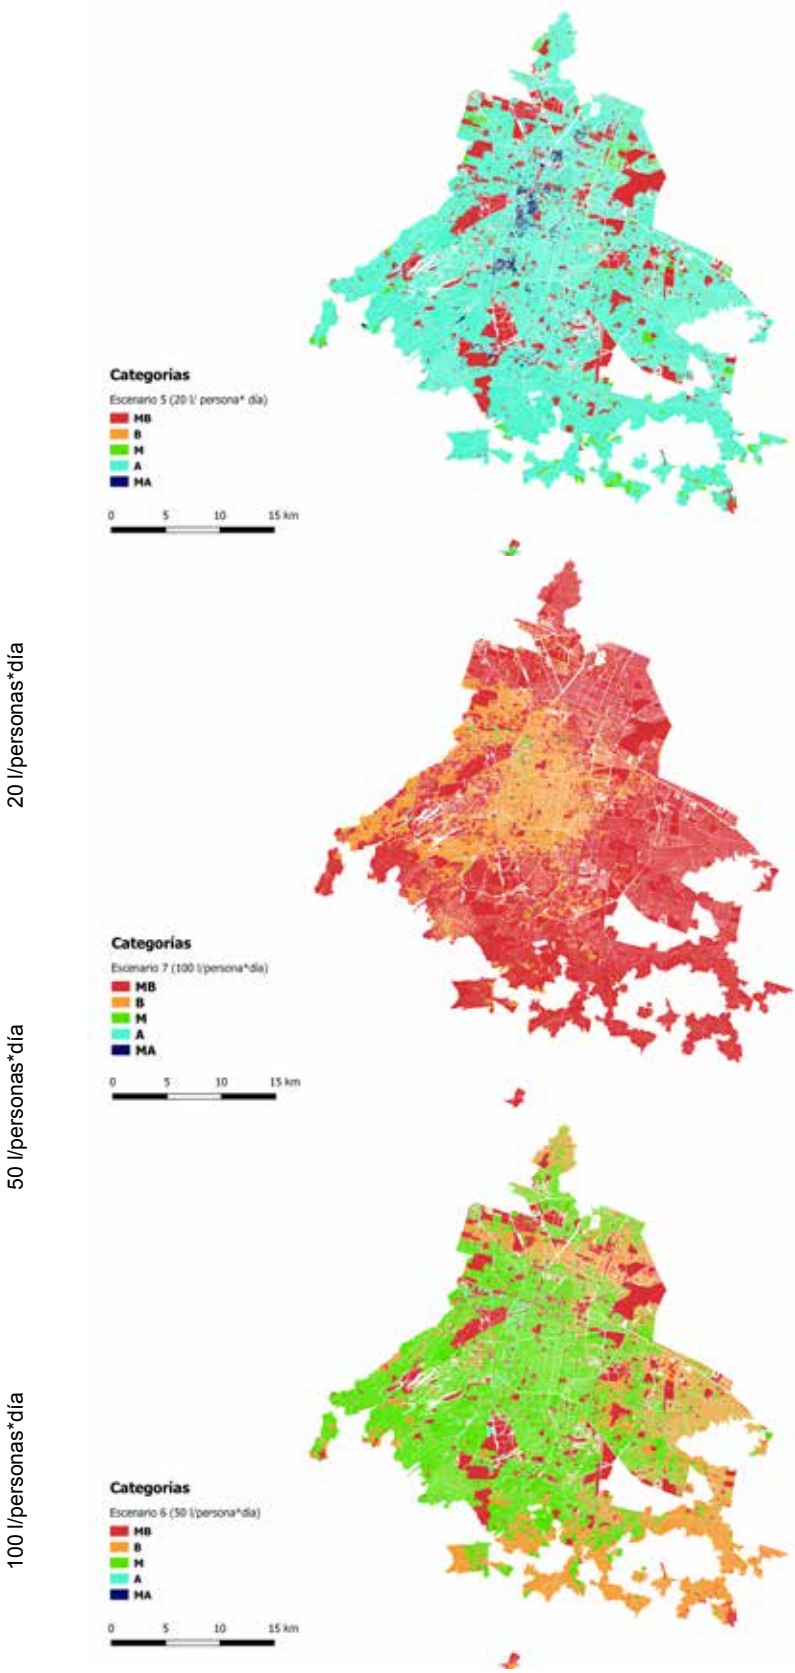 Categorías
Escenario 5 (20 l/ persona* día)
MB
B
M
A
MA
0 5 10 15 km
20 l/personas*día
Categorías
Escenario 7 (100 l/persona*día)
MB
B
M
A
MA
0 5 10 15 km
50 l/personas*día
Categorías
Escenario 6 (50 l/persona*día)
MB
B
M
A
MA
0 5 10 15 km
100 l/personas*día